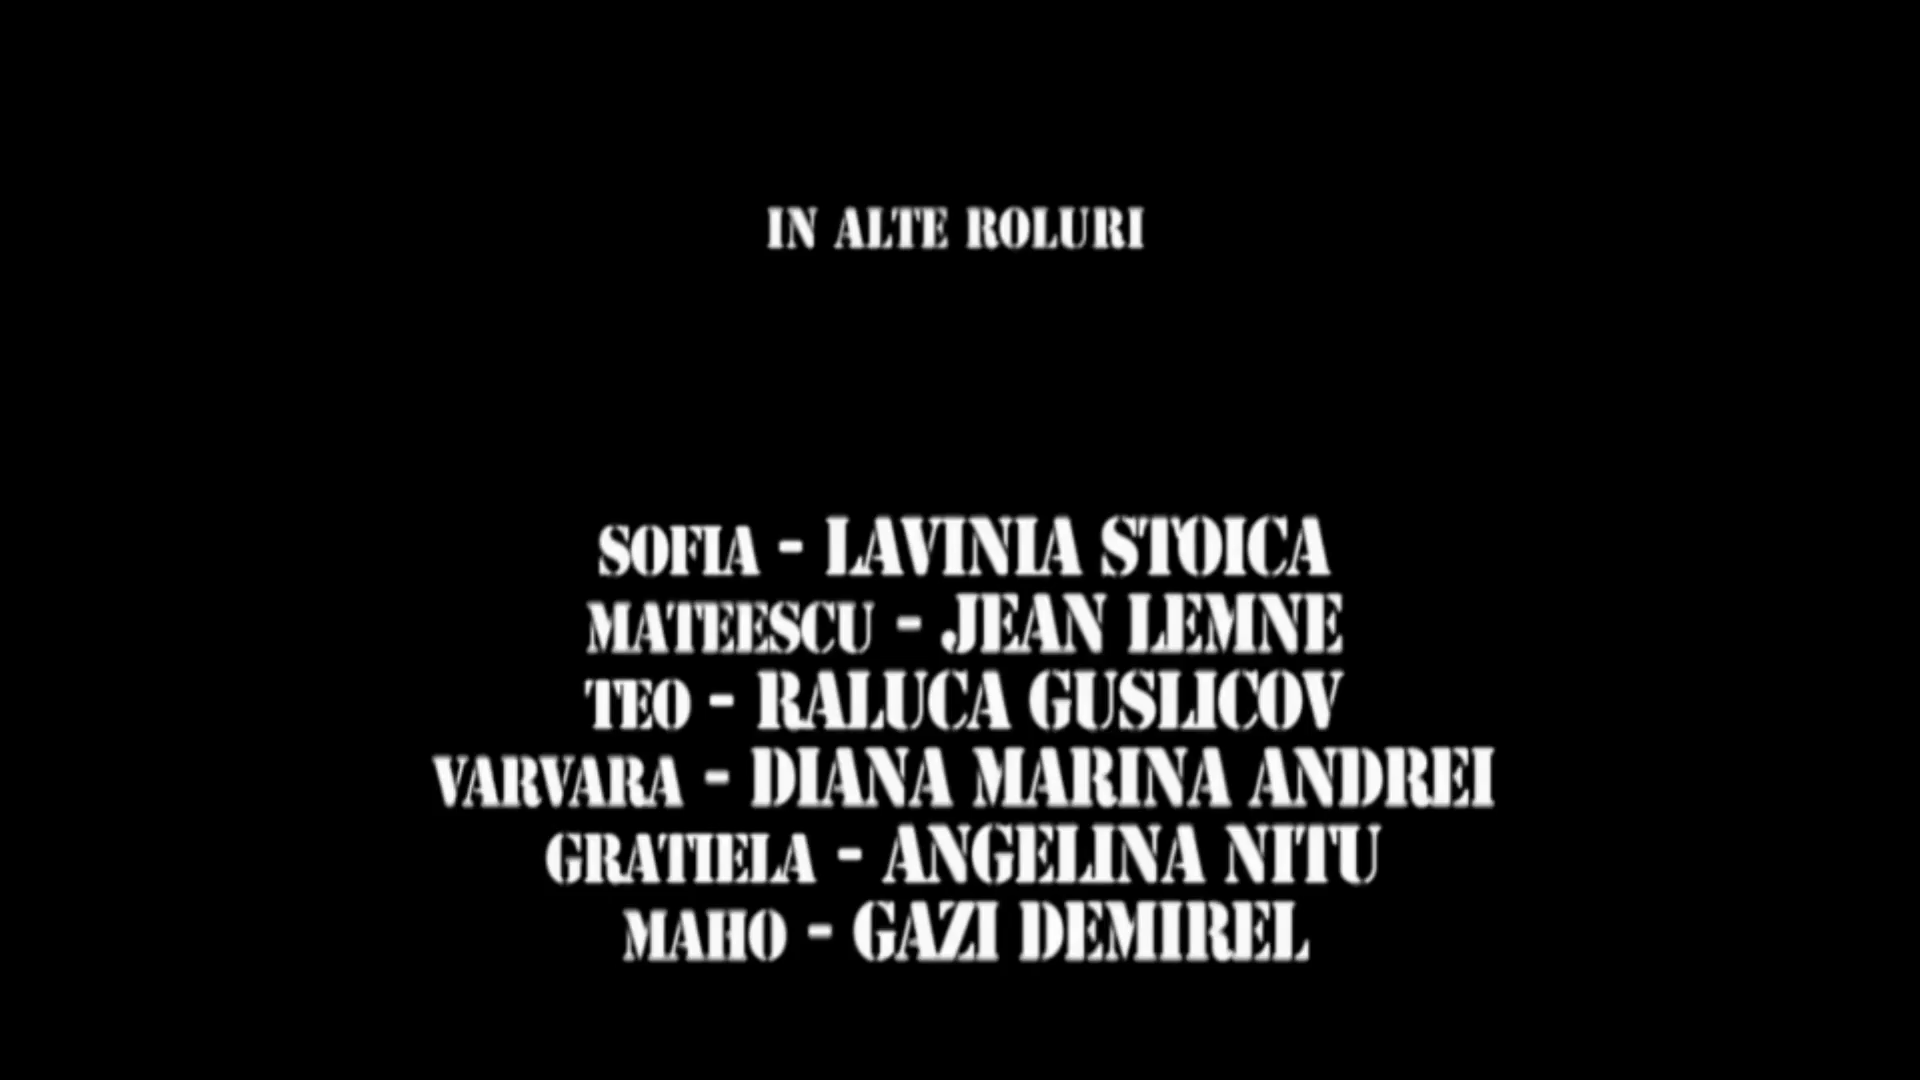 IN ALTE ROLURI
SOFIA - LAVINIA STOICA
MATEESCU - JEAN LEMNE
TEO - RALUCA GUSLICOV
VARVARA - DIANA MARINA ANDREI
GRATIELA - ANGELINA NITU
MAHO - GAZI DEMIREL